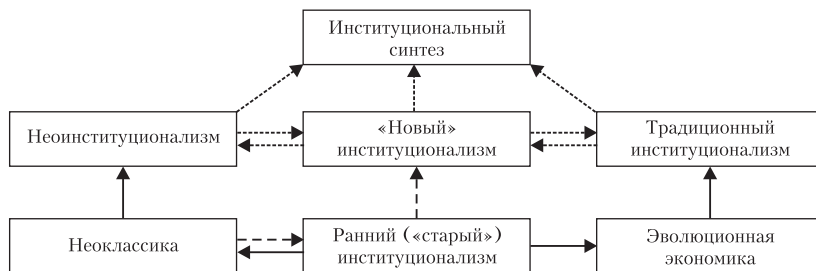 Институциональный
синтез
Неоинституционализм
«Новый»
институционализм
Традиционный
институционализм
Неоклассика
Ранний («старый»)
институционализм
Эволюционная
экономика